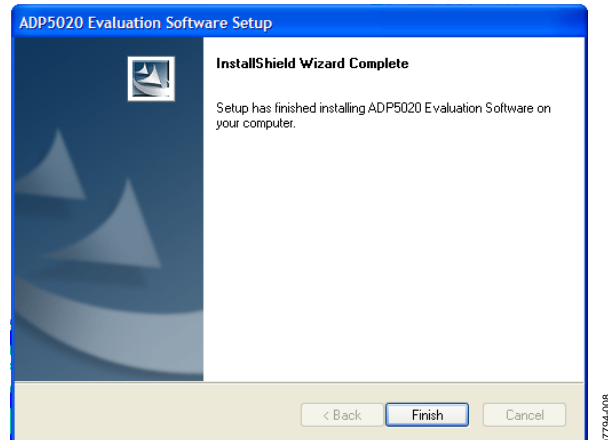 ADP5020 Evaluation Software Setup
InstallShield Wizard Complete
Setup has finished installing ADP5020 Evaluation Software on
your computer.
< Back
Finish
Cancel